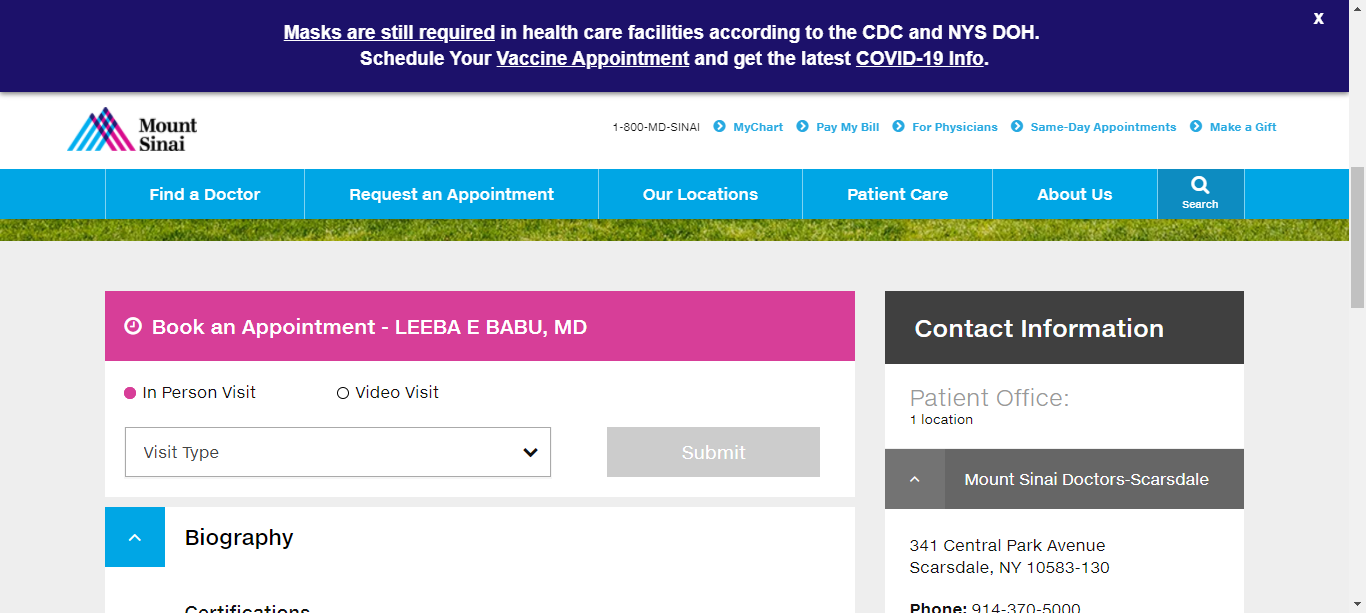 Masks are still required in health care facilities according to the CDC and NYS DOH.
Schedule Your Vaccine Appointment and get the latest COVID-19 Info.
X
Mount
Sinai
1-800-MD-SINAI MyChart Pay My Bill For Physicians Same-Day Appointments Make a Gift
Find a Doctor Request an Appointment Our Locations Patient Care About Us Search
Book an Appointment - LEEBA E BABU, MD
In Person Visit Video Visit
Visit Type Submit
Biography
Certifications
Contact Information
Patient Office:
1 location
Mount Sinai Doctors-Scarsdale
341 Central Park Avenue
Scarsdale, NY 10583-130
Phone: 914-370-5000